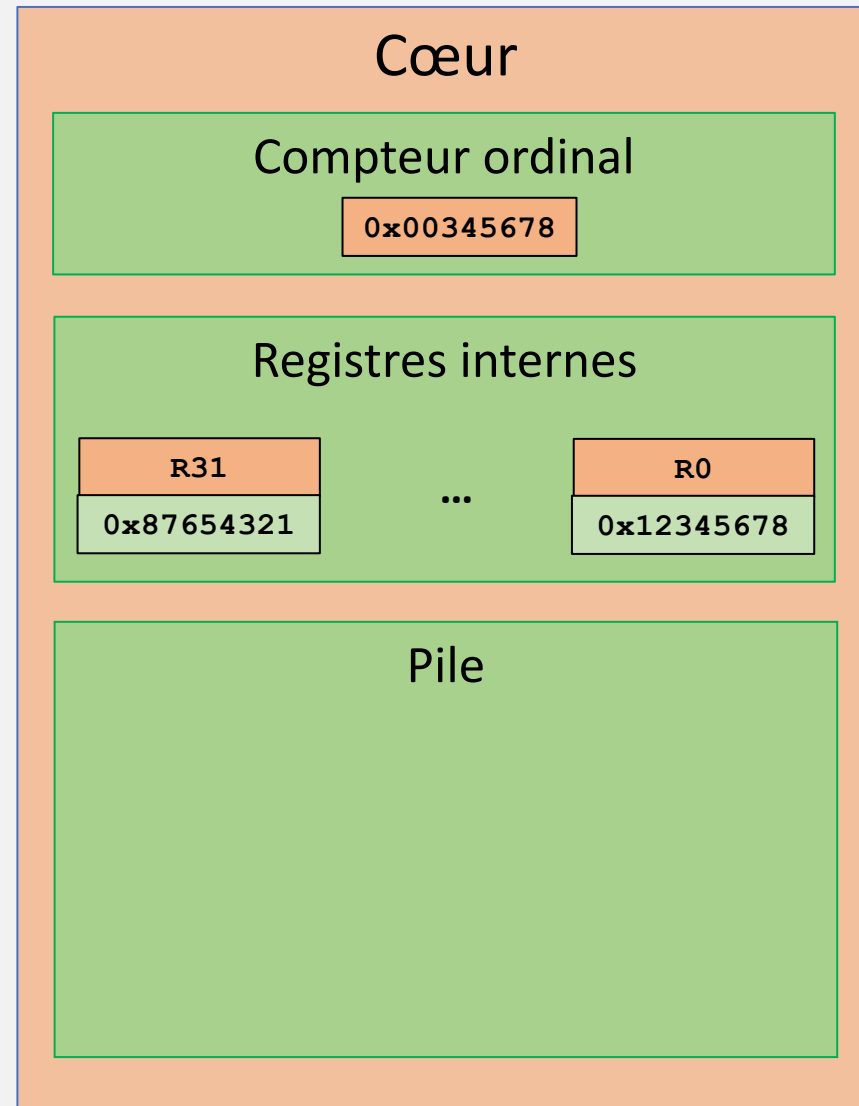 Cœur
Compteur ordinal
0x00345678
Registres internes
R31 ... R0
0x87654321 0x12345678
Pile